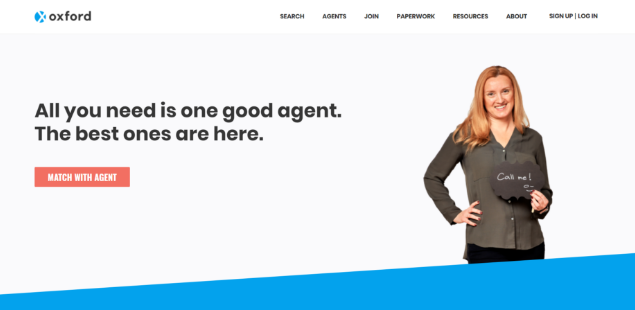 oxford
SEARCH
AGENTS
JOIN
PAPERWORK
RESOURCES
ABOUT
SIGN UP | LOG IN
All you need is one good agent.
The best ones are here.
MATCH WITH AGENT
Call me!